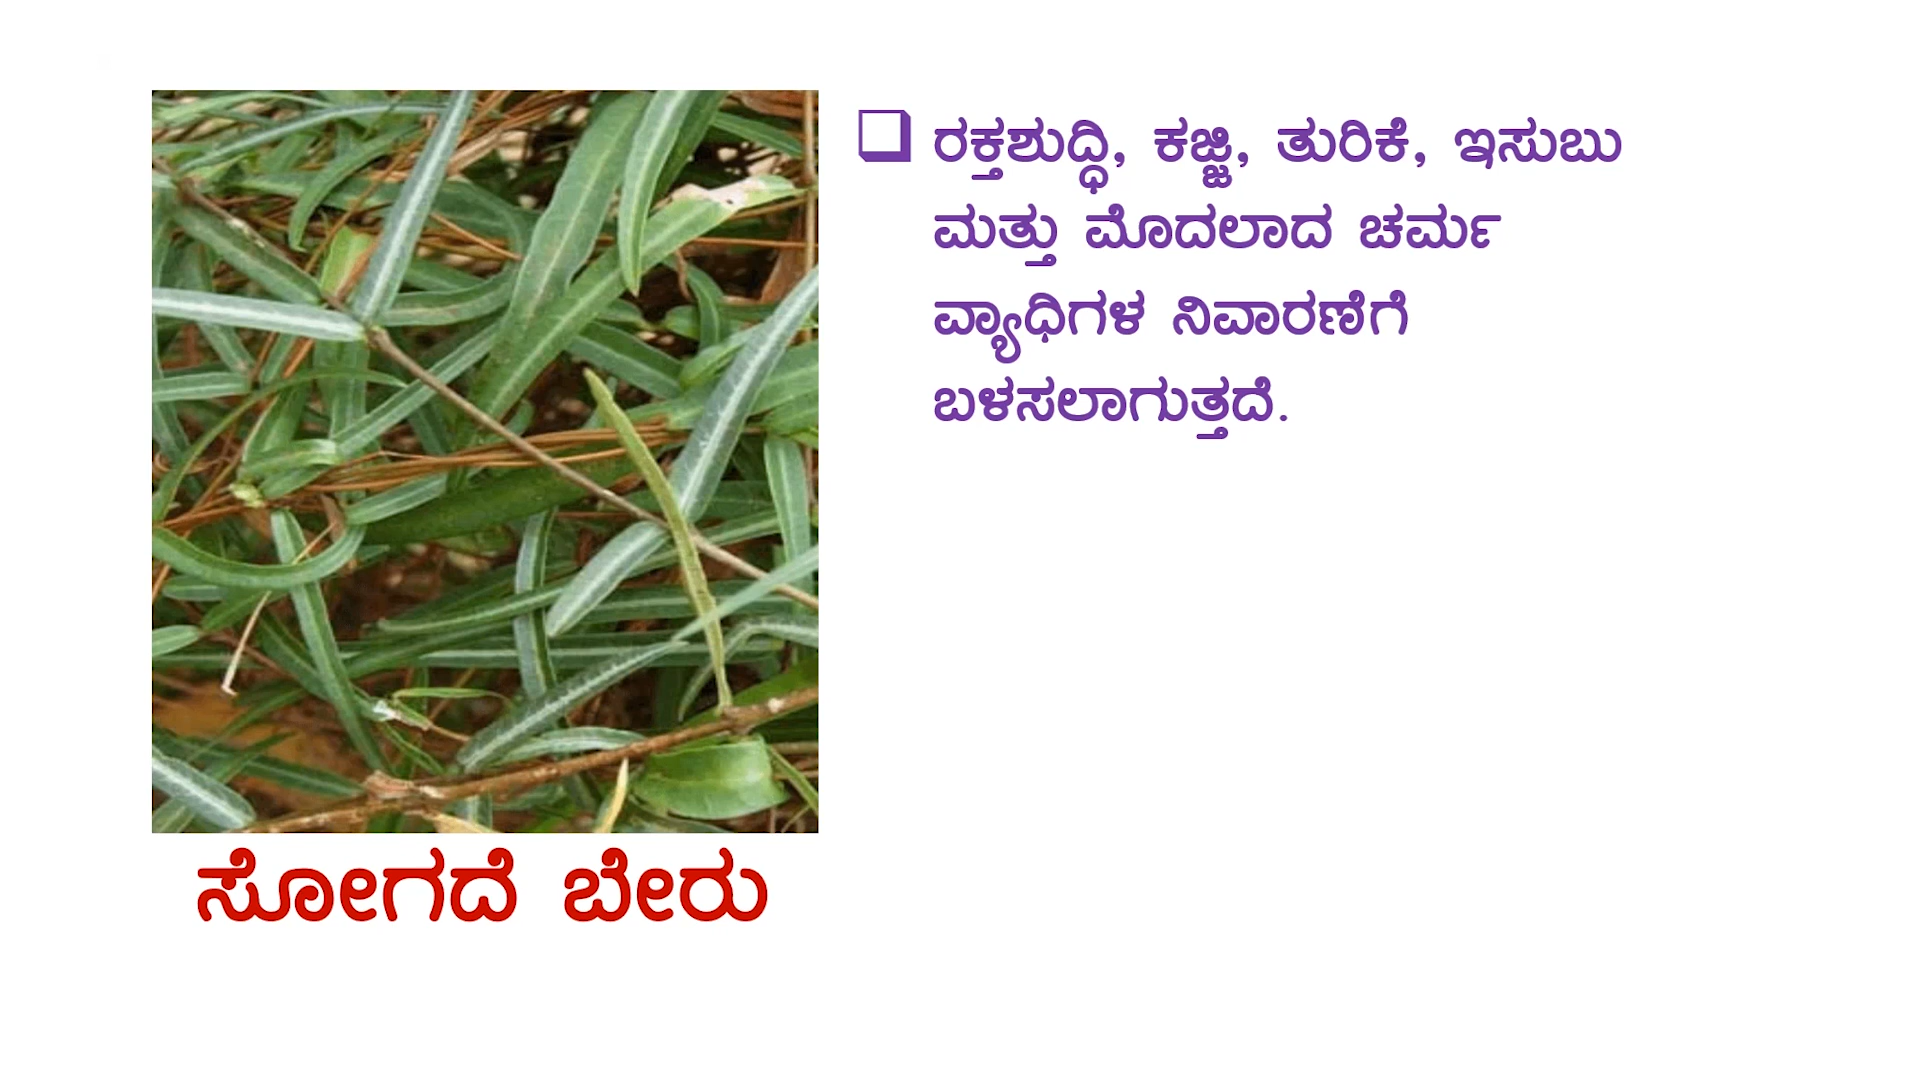 ರಕ್ತಶುದ್ಧಿ, ಕಜ್ಜಿ, ತುರಿಕೆ, ಇಸುಬು
ಮತ್ತು ಮೊದಲಾದ ಚರ್ಮ
ವ್ಯಾಧಿಗಳ ನಿವಾರಣೆಗೆ
ಬಳಸಲಾಗುತ್ತದೆ.
ಸೋಗದೆ ಬೇರು